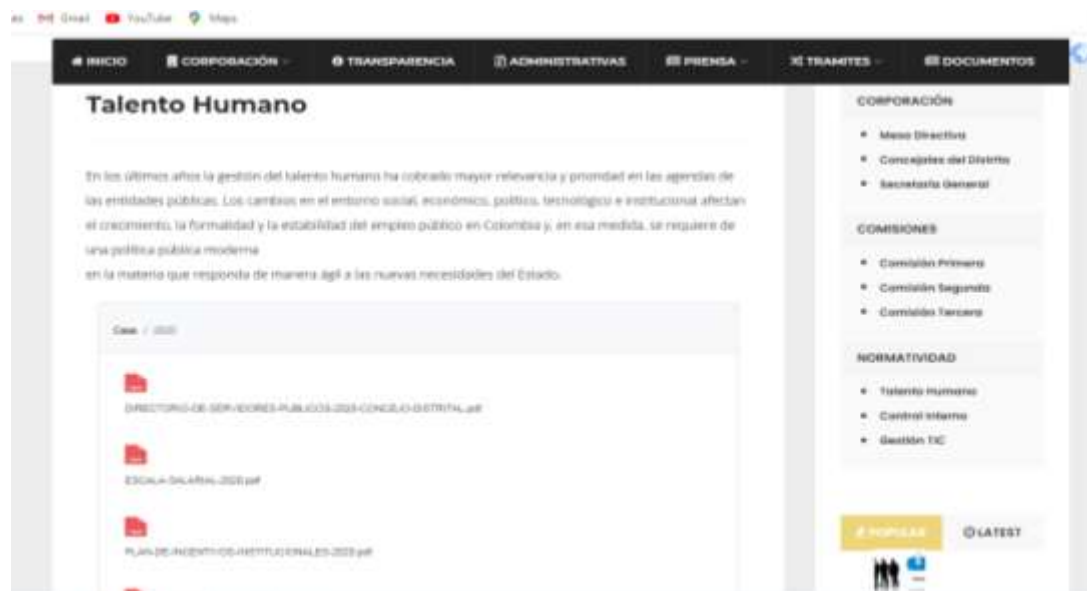 Gmail YouTube Maps
INICIO CORPORACIÓN TRANSPARENCIA ADMINISTRATIVAS PRENSA TRAMITES DOCUMENTOS
Talento Humano
En los últimos años la gestión del talento humano ha cobrado mayor relevancia y prioridad en las agendas de
las entidades públicas. Los cambios en el entorno social, económico, político, tecnológico e institucional afectan
el crecimiento, la formalidad y la estabilidad del empleo público en Colombia y, en esa medida, se requiere de
una política pública moderna
en la materia que responda de manera ágil a las nuevas necesidades del Estado.
Casa / 2020
DIRECTORIO-DE-SERVIDORES-PUBLICOS-2020-CONCEJO-DISTRITAL.pdf
ESCALA-SALARIAL-2020.pdf
PLAN-DE-INCENTIVOS-INSTITUCIONALES-2020.pdf
CORPORACIÓN
Mesa Directiva
Concejales del Distrito
Secretaría General
COMISIONES
Comisión Primera
Comisión Segunda
Comisión Tercera
NORMATIVIDAD
Talento Humano
Control Interno
Gestión TIC
POPULAR LATEST